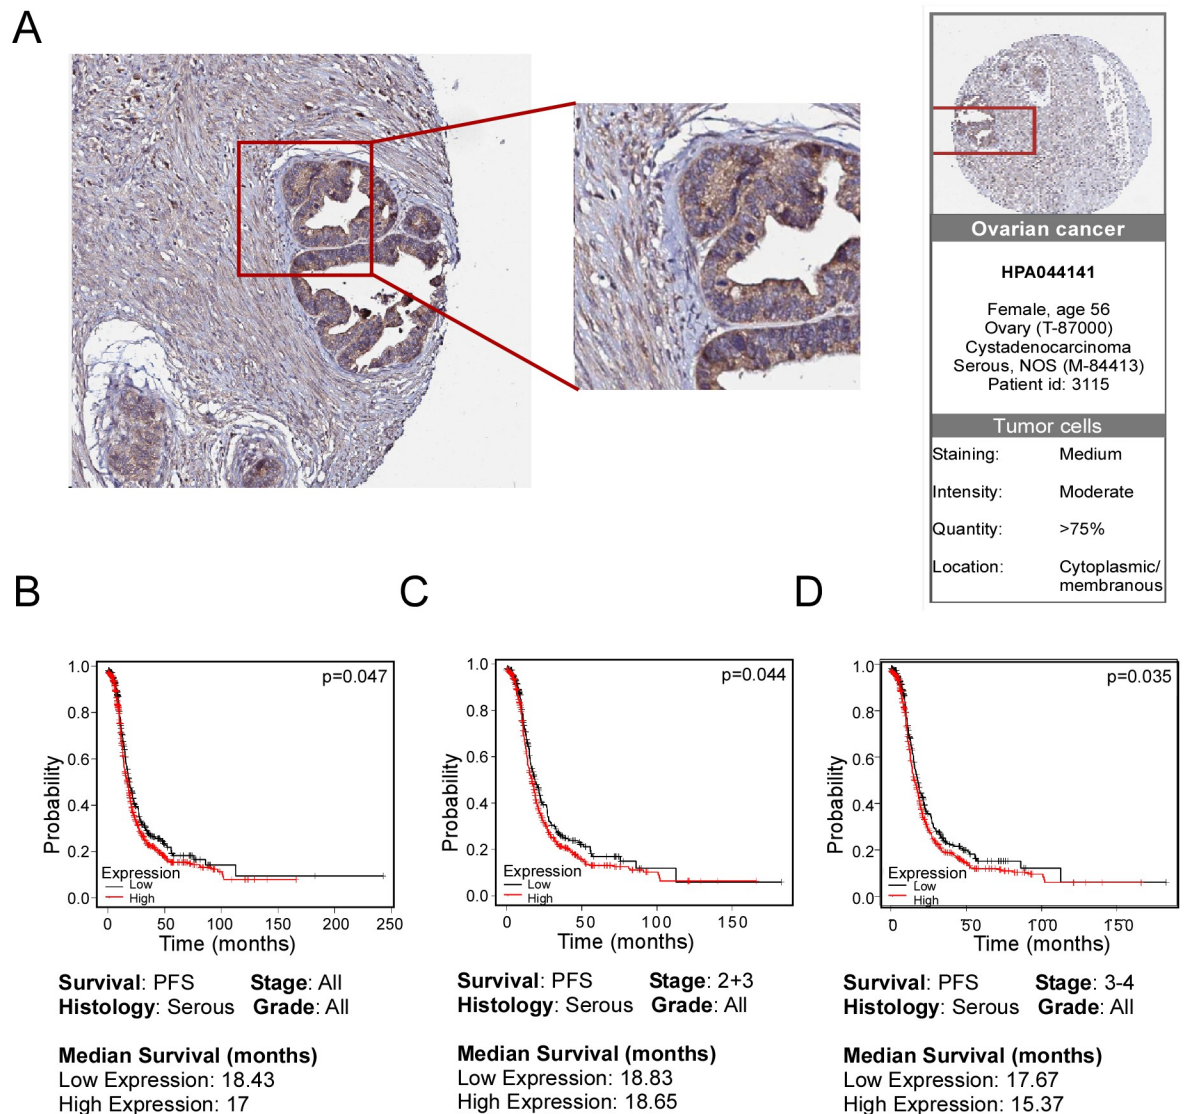 A
Ovarian cancer
HPA044141
Female, age 56
Ovary (T-87000)
Cystadenocarcinoma
Serous, NOS (M-84413)
Patient id: 3115
Tumor cells
Staining: Medium
Intensity: Moderate
Quantity: >75%
Location: Cytoplasmic/
membranous
B
p=0.047
Probability
1.0
0.8
0.6
0.4
0.2
0.0
Expression
Low
High
0 50 100 150 200 250
Time (months)
Survival: PFS Stage: All
Histology: Serous Grade: All
Median Survival (months)
Low Expression: 18.43
High Expression: 17
C
p=0.044
Probability
1.0
0.8
0.6
0.4
0.2
0.0
Expression
Low
High
0 50 100 150
Time (months)
Survival: PFS Stage: 2+3
Histology: Serous Grade: All
Median Survival (months)
Low Expression: 18.83
High Expression: 18.65
D
p=0.035
Probability
1.0
0.8
0.6
0.4
0.2
0.0
Expression
Low
High
0 50 100 150
Time (months)
Survival: PFS Stage: 3-4
Histology: Serous Grade: All
Median Survival (months)
Low Expression: 17.67
High Expression: 15.37